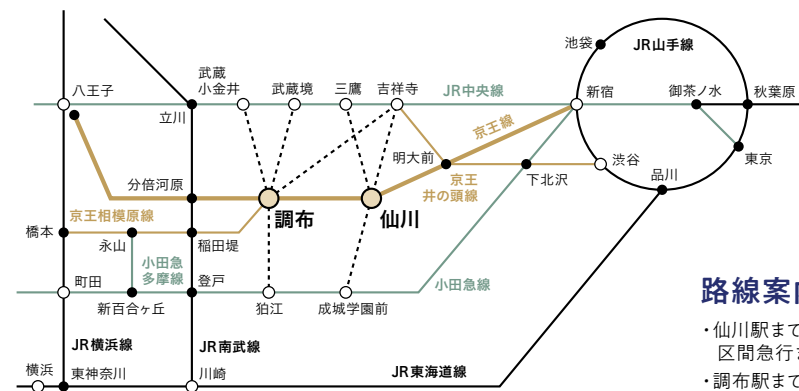 池袋
JR山手線
武蔵
小金井
武蔵境
三鷹
吉祥寺
JR中央線
八王子
新宿
御茶ノ水
秋葉原
立川
京王線
明大前
京王
井の頭線
下北沢
渋谷
東京
品川
分倍河原
調布
仙川
京王相模原線
橋本
永山
稲田堤
小田急
多摩線
町田
新百合ヶ丘
登戸
狛江
成城学園前
小田急線
路線案内
・仙川駅まで
区間急行
・調布駅まで
JR横浜線
JR南武線
JR東海道線
横浜
東神奈川
川崎